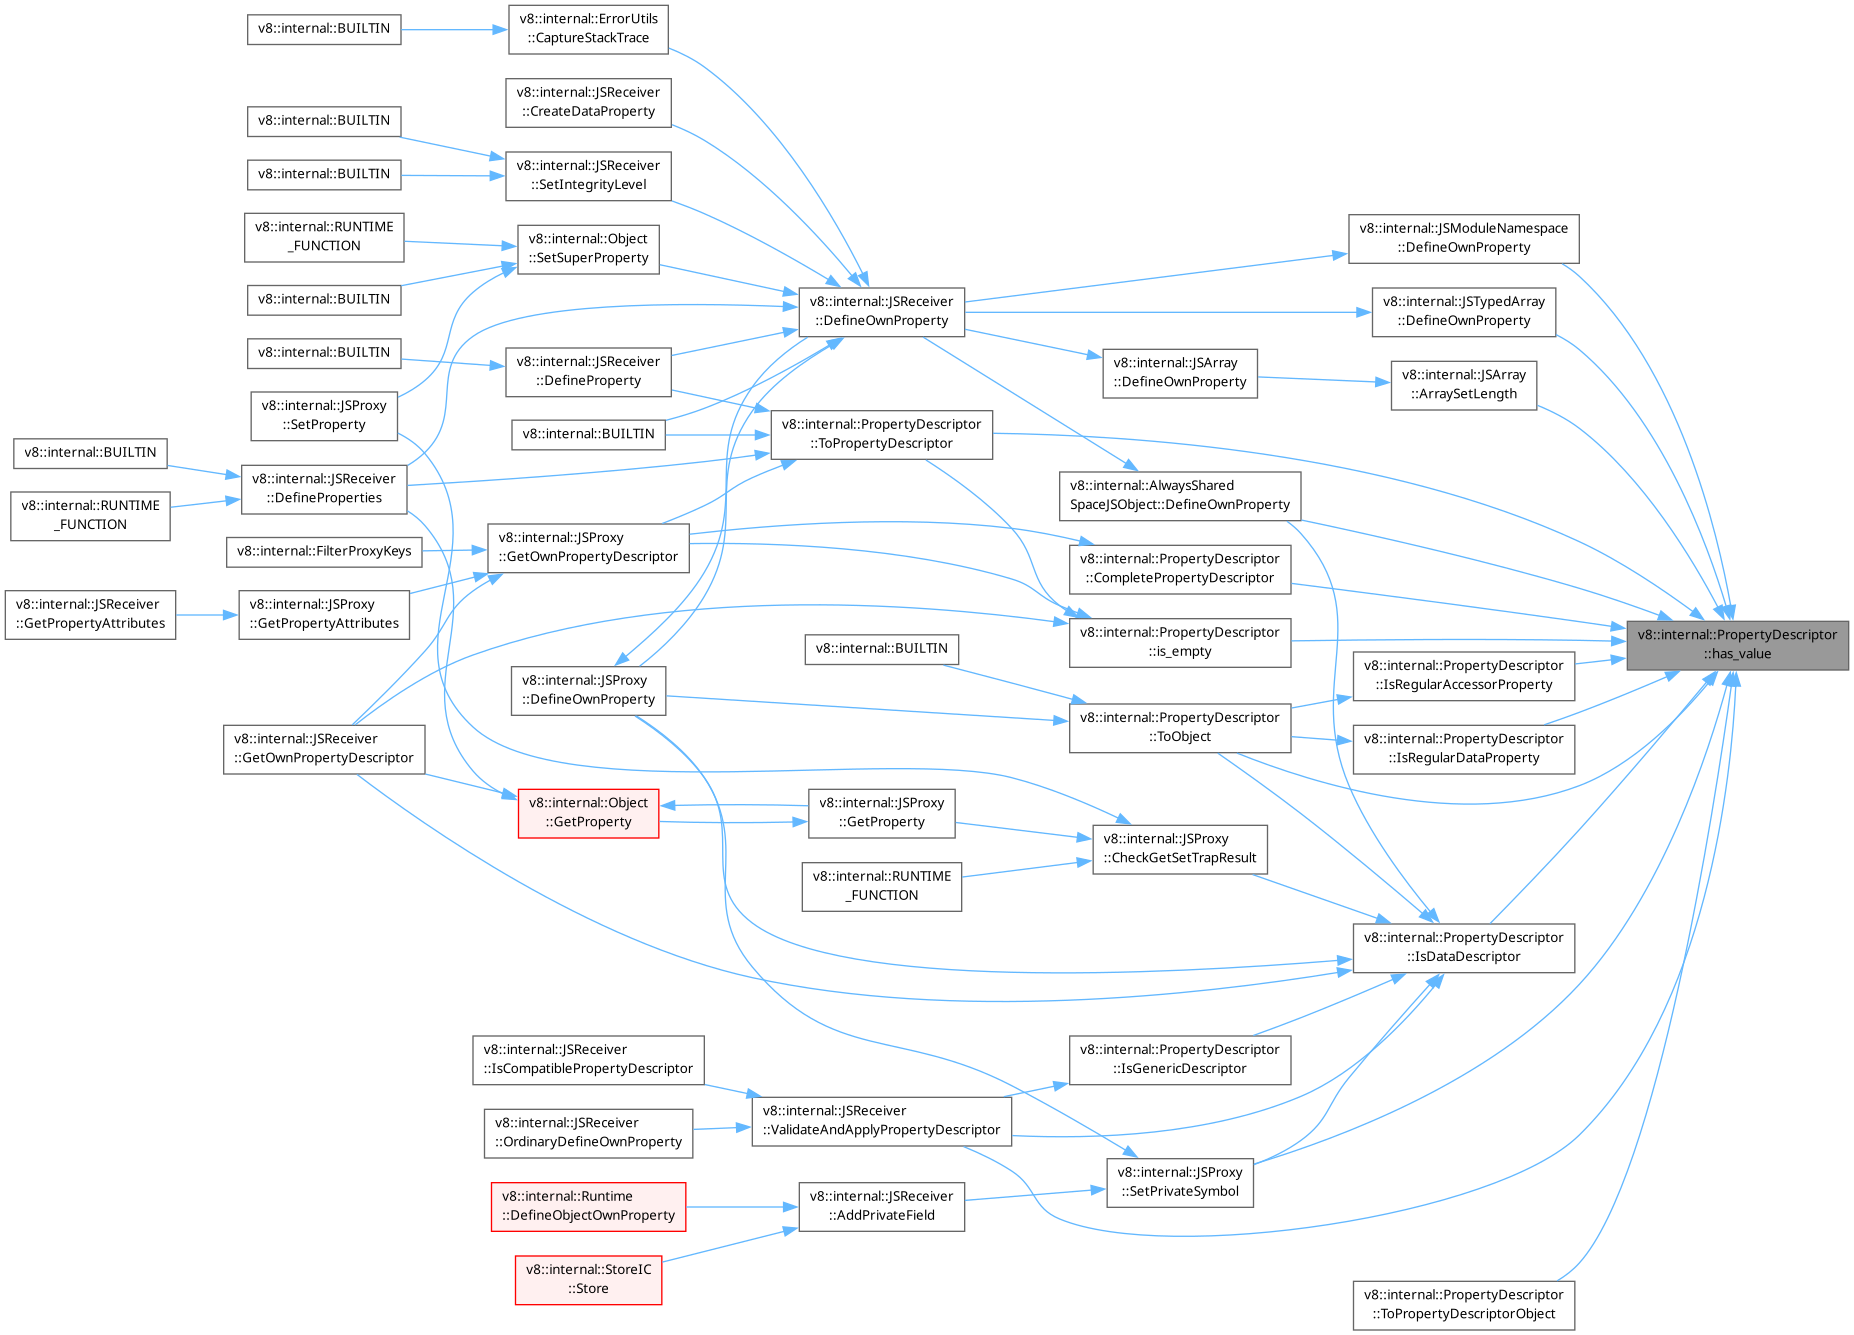 v8::internal::BUILTIN
v8::internal::ErrorUtils
::CaptureStackTrace
v8::internal::JSReceiver
::CreateDataProperty
v8::internal::BUILTIN
v8::internal::BUILTIN
v8::internal::JSReceiver
::SetIntegrityLevel
v8::internal::RUNTIME
_FUNCTION
v8::internal::Object
::SetSuperProperty
v8::internal::JSModuleNamespace
::DefineOwnProperty
v8::internal::BUILTIN
v8::internal::JSReceiver
::DefineOwnProperty
v8::internal::JSTypedArray
::DefineOwnProperty
v8::internal::BUILTIN
v8::internal::JSReceiver
::DefineProperty
v8::internal::JSArray
::DefineOwnProperty
v8::internal::JSArray
::ArraySetLength
v8::internal::JSProxy
::SetProperty
v8::internal::BUILTIN
v8::internal::PropertyDescriptor
::ToPropertyDescriptor
v8::internal::BUILTIN
v8::internal::JSReceiver
::DefineProperties
v8::internal::AlwaysShared
SpaceJSObject::DefineOwnProperty
v8::internal::RUNTIME
_FUNCTION
v8::internal::FilterProxyKeys
v8::internal::JSProxy
::GetOwnPropertyDescriptor
v8::internal::PropertyDescriptor
::CompletePropertyDescriptor
v8::internal::JSReceiver
::GetPropertyAttributes
v8::internal::JSProxy
::GetPropertyAttributes
v8::internal::PropertyDescriptor
::is_empty
v8::internal::PropertyDescriptor
::has_value
v8::internal::BUILTIN
v8::internal::PropertyDescriptor
::IsRegularAccessorProperty
v8::internal::JSProxy
::DefineOwnProperty
v8::internal::PropertyDescriptor
::ToObject
v8::internal::JSReceiver
::GetOwnPropertyDescriptor
v8::internal::PropertyDescriptor
::IsRegularDataProperty
v8::internal::Object
::GetProperty
v8::internal::JSProxy
::GetProperty
v8::internal::JSProxy
::CheckGetSetTrapResult
v8::internal::RUNTIME
_FUNCTION
v8::internal::PropertyDescriptor
::IsDataDescriptor
v8::internal::JSReceiver
::IsCompatiblePropertyDescriptor
v8::internal::PropertyDescriptor
::IsGenericDescriptor
v8::internal::JSReceiver
::OrdinaryDefineOwnProperty
v8::internal::JSReceiver
::ValidateAndApplyPropertyDescriptor
v8::internal::JSProxy
::SetPrivateSymbol
v8::internal::Runtime
::DefineObjectOwnProperty
v8::internal::JSReceiver
::AddPrivateField
v8::internal::StoreIC
::Store
v8::internal::PropertyDescriptor
::ToPropertyDescriptorObject